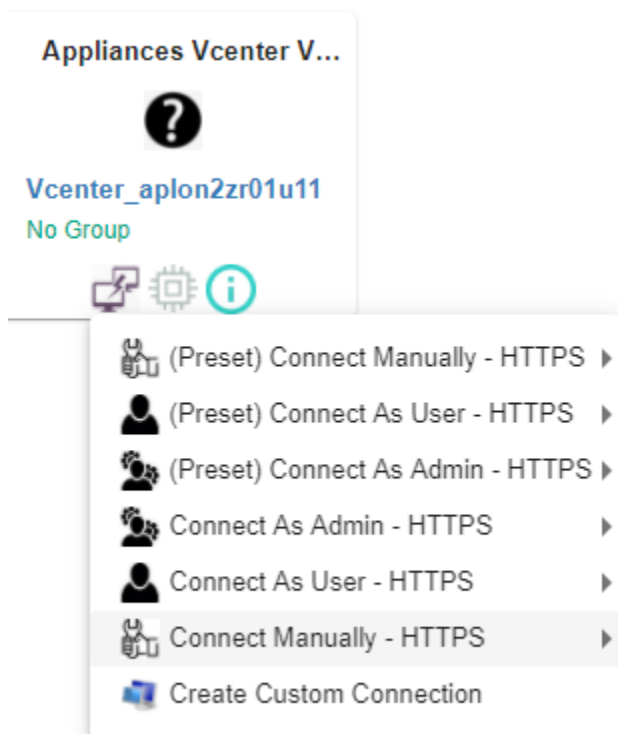 Appliances Vcenter V...
?
Vcenter_aplon2zr01u11
No Group
(Preset) Connect Manually - HTTPS
(Preset) Connect As User - HTTPS
(Preset) Connect As Admin - HTTPS
Connect As Admin - HTTPS
Connect As User - HTTPS
Connect Manually - HTTPS
Create Custom Connection